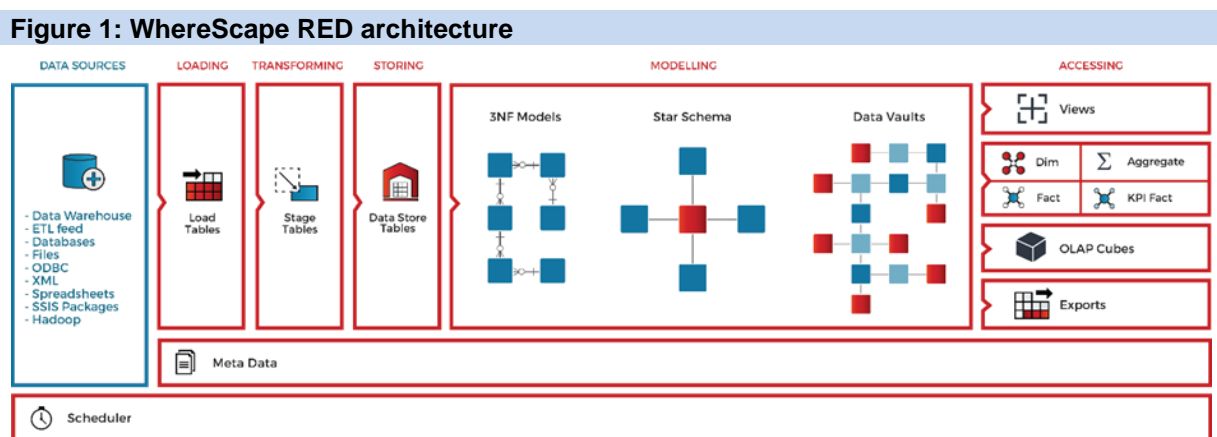 Figure 1: WhereScape RED architecture
DATA SOURCES
LOADING
TRANSFORMING
STORING
MODELLING
ACCESSING
- Data Warehouse
- ETL feed
- Databases
- Files
- ODBC
- XML
- Spreadsheets
- SSIS Packages
- Hadoop
Load
Tables
Stage
Tables
Data Store
Tables
3NF Models
Star Schema
Data Vaults
Views
Dim
Σ Aggregate
Fact
KPI Fact
OLAP Cubes
Exports
Meta Data
Scheduler